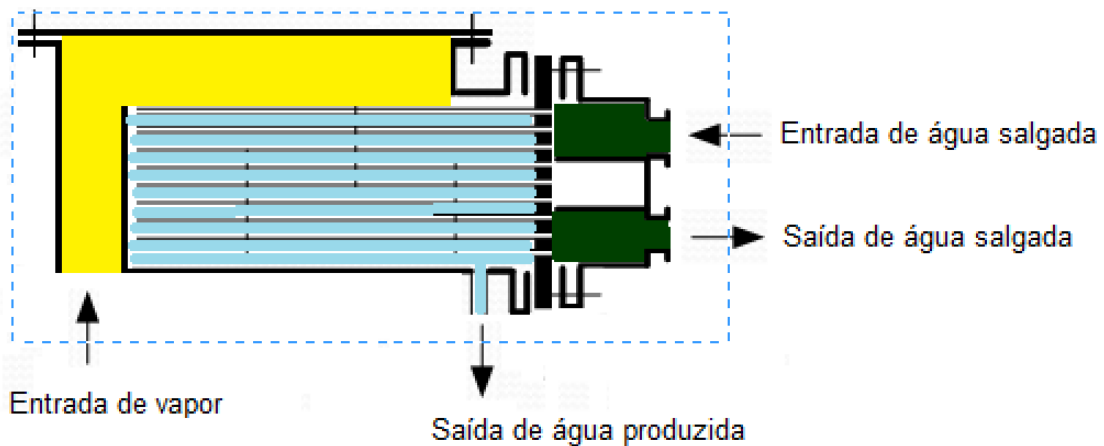 Entrada de água salgada
Saída de água salgada
Entrada de vapor
Saída de água produzida